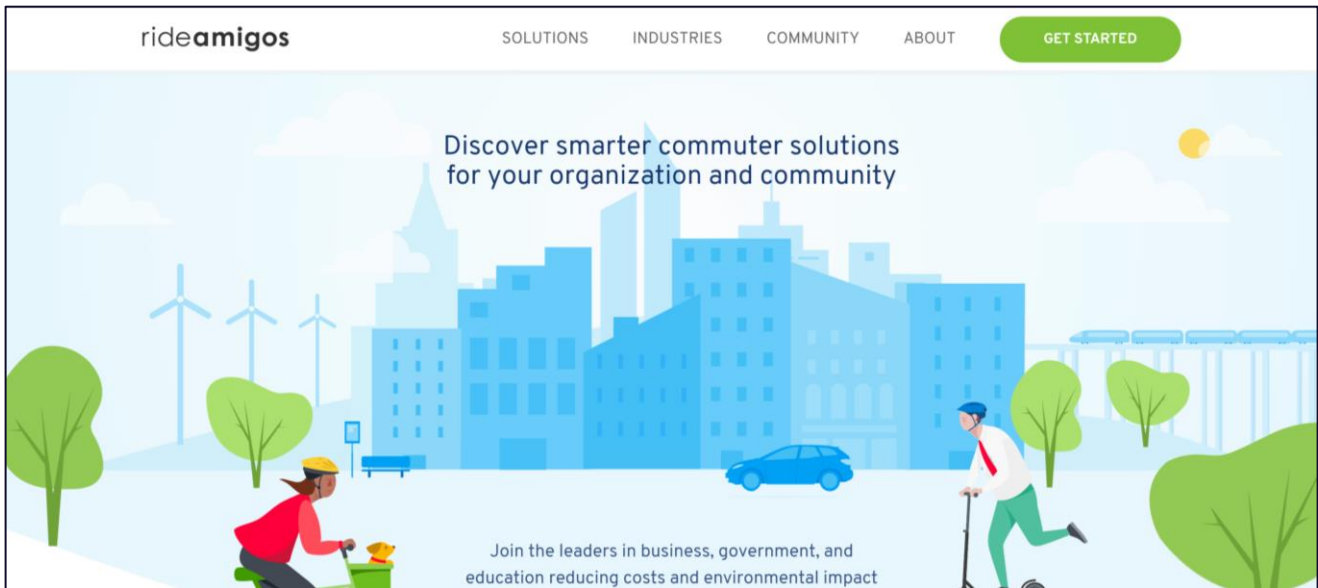 rideamigos
SOLUTIONS
INDUSTRIES
COMMUNITY
ABOUT
GET STARTED
Discover smarter commuter solutions
for your organization and community
Join the leaders in business, government, and
education reducing costs and environmental impact